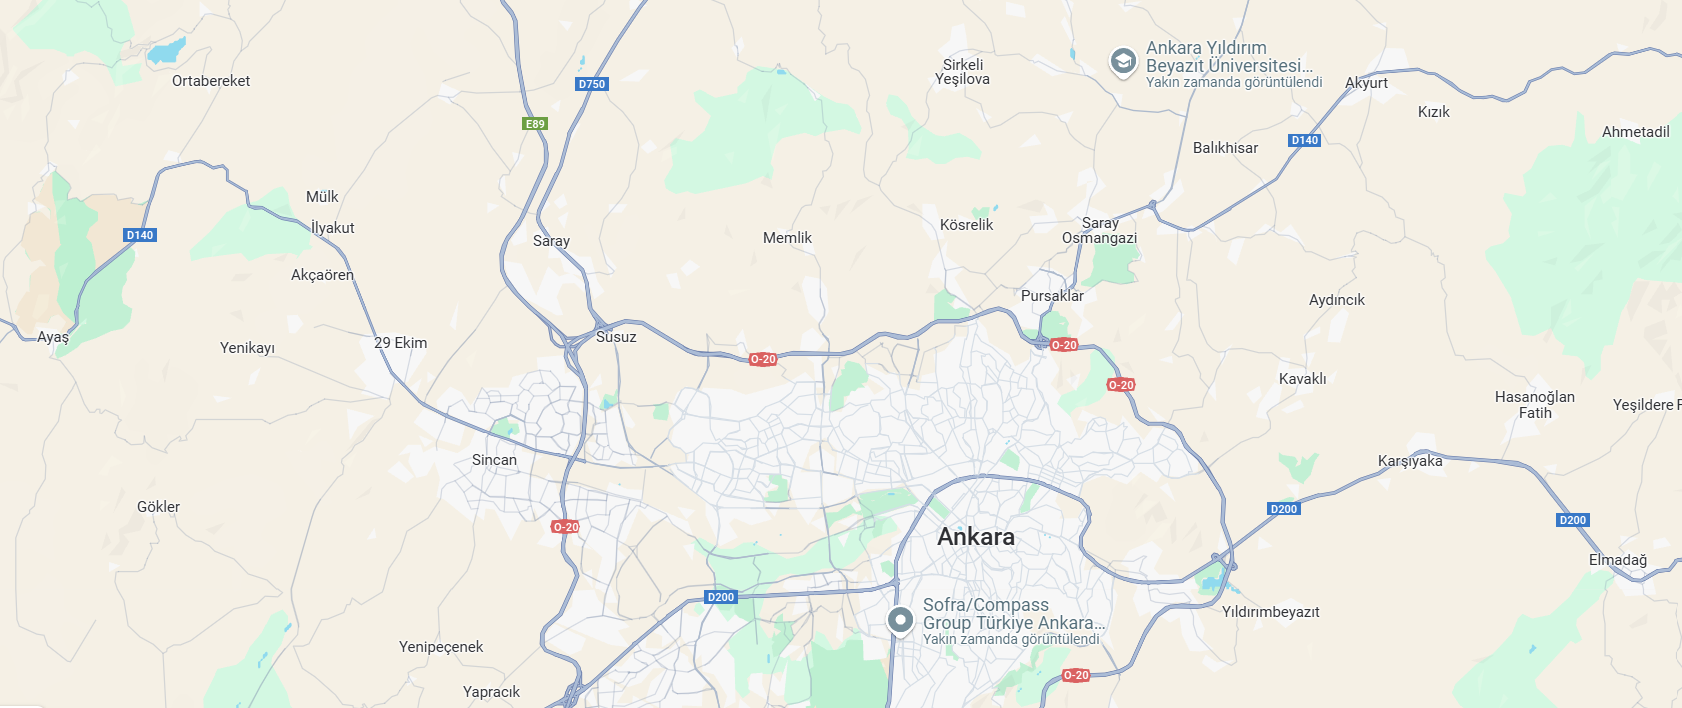 Ankara Yıldırım
Beyazıt Üniversitesi...
Yakın zamanda görüntülendi
Sirkeli
Yeşilova
Ortabereket
D750
Akyurt
Kızık
E89
Ahmetadil
D140
Balıkhisar
Mülk
İlyakut
D140
Saray
Memlik
Kösrelik
Saray
Osmangazi
Akçaören
Pursaklar
Aydıncık
Ayaş
Yenikayı
29 Ekim
Susuz
O-20
O-20
O-20
Kavaklı
Hasanoğlan
Fatih
Yeşildere F
Sincan
Karşıyaka
Gökler
D200
D200
O-20
Ankara
Elmadağ
D200
Sofra/Compass
Group Türkiye Ankara...
Yakın zamanda görüntülendi
Yıldırımbeyazıt
Yenipeçenek
O-20
Yapracık